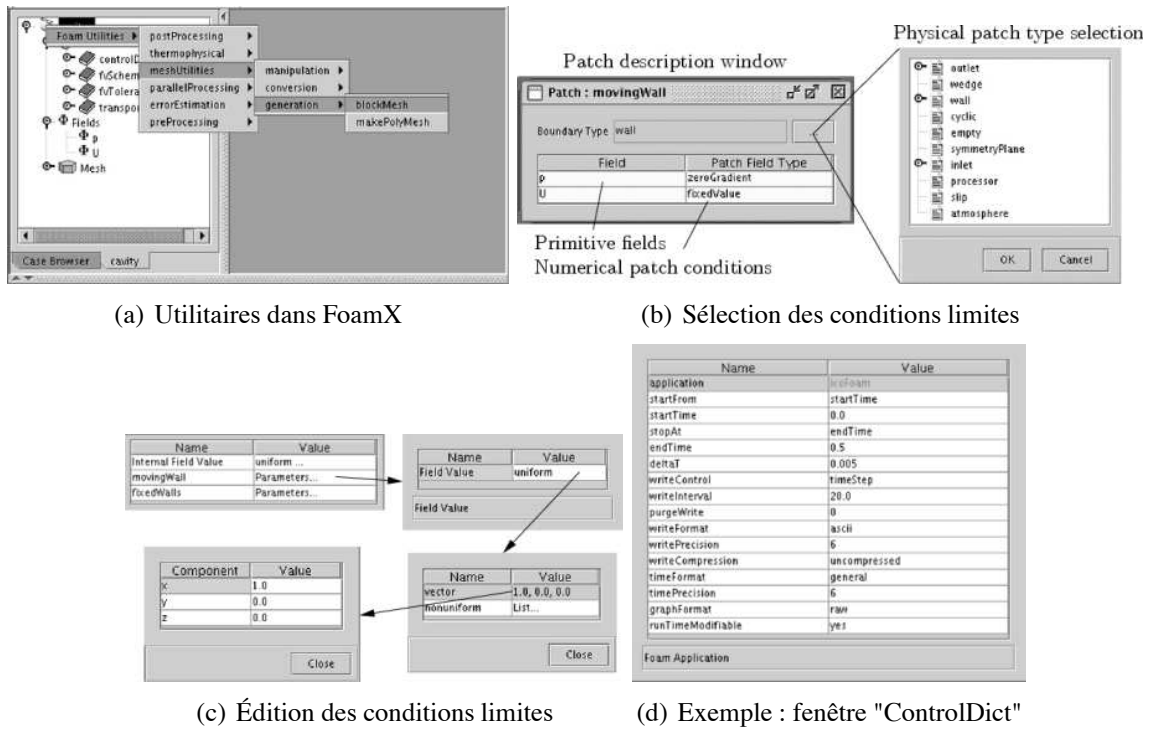 Foam Utilities
postProcessing
thermophysical
meshUtilities
parallelProcessing
errorEstimation
preProcessing
manipulation
conversion
generation
blockMesh
makePolyMesh
controlD
fvSchem
fvTolera
transpor
Fields
p
U
Mesh
Case Browser cavity
(a) Utilitaires dans FoamX
Physical patch type selection
Patch description window
Patch : movingWall
Boundary Type wall ...
Field Patch Field Type
p zeroGradient
U fixedValue
Primitive fields
Numerical patch conditions
outlet
wedge
wall
cyclic
empty
symmetryPlane
inlet
processor
slip
atmosphere
OK Cancel
(b) Sélection des conditions limites
Name Value
Internal Field Value uniform ...
movingWall Parameters...
fixedWalls Parameters...
Name Value
Field Value uniform
Field Value
Component Value
x 1.0
y 0.0
z 0.0
Close
Name Value
vector 1.0, 0.0, 0.0
nonuniform List...
Close
(c) Édition des conditions limites
Name Value
application icoFoam
startFrom startTime
startTime 0.0
stopAt endTime
endTime 0.5
deltaT 0.005
writeControl timeStep
writeInterval 20.0
purgeWrite 0
writeFormat ascii
writePrecision 6
writeCompression uncompressed
timeFormat general
timePrecision 6
graphFormat raw
runTimeModifiable yes
Foam Application
(d) Exemple : fenêtre "ControlDict"